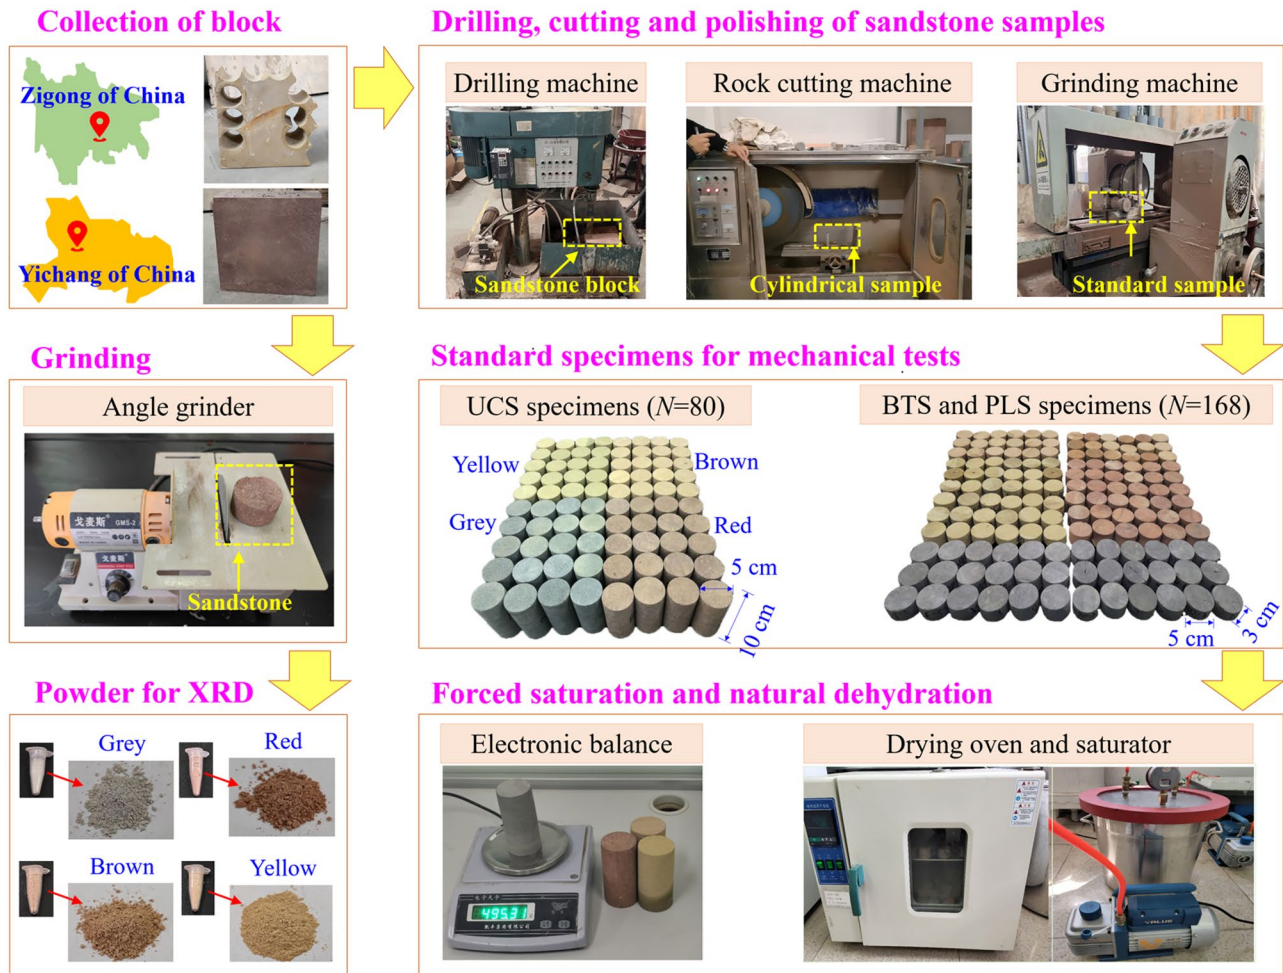 Collection of block
Zigong of China
Yichang of China
Drilling, cutting and polishing of sandstone samples
Drilling machine
Rock cutting machine
Grinding machine
Sandstone block
Cylindrical sample
Standard sample
Grinding
Angle grinder
戈麦斯
GMS-2
戈麦斯
Sandstone
Standard specimens for mechanical tests
UCS specimens (N=80)
BTS and PLS specimens (N=168)
Yellow
Brown
Grey
Red
5 cm
10 cm
5 cm
3 cm
Powder for XRD
Grey
Red
Brown
Yellow
Forced saturation and natural dehydration
Electronic balance
Drying oven and saturator
495.31
VALUE